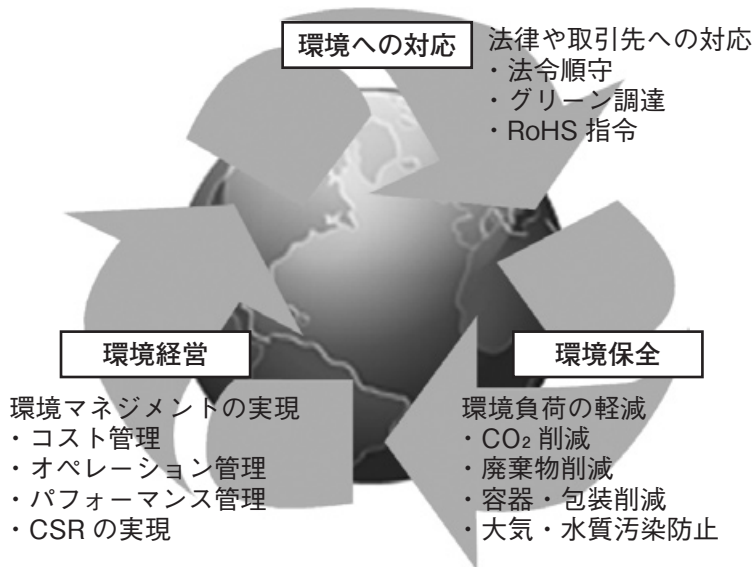 環境への対応
法律や取引先への対応
・法令順守
・グリーン調達
・RoHS 指令
環境経営
環境マネジメントの実現
・コスト管理
・オペレーション管理
・パフォーマンス管理
・CSR の実現
環境保全
環境負荷の軽減
・CO₂ 削減
・廃棄物削減
・容器・包装削減
・大気・水質汚染防止